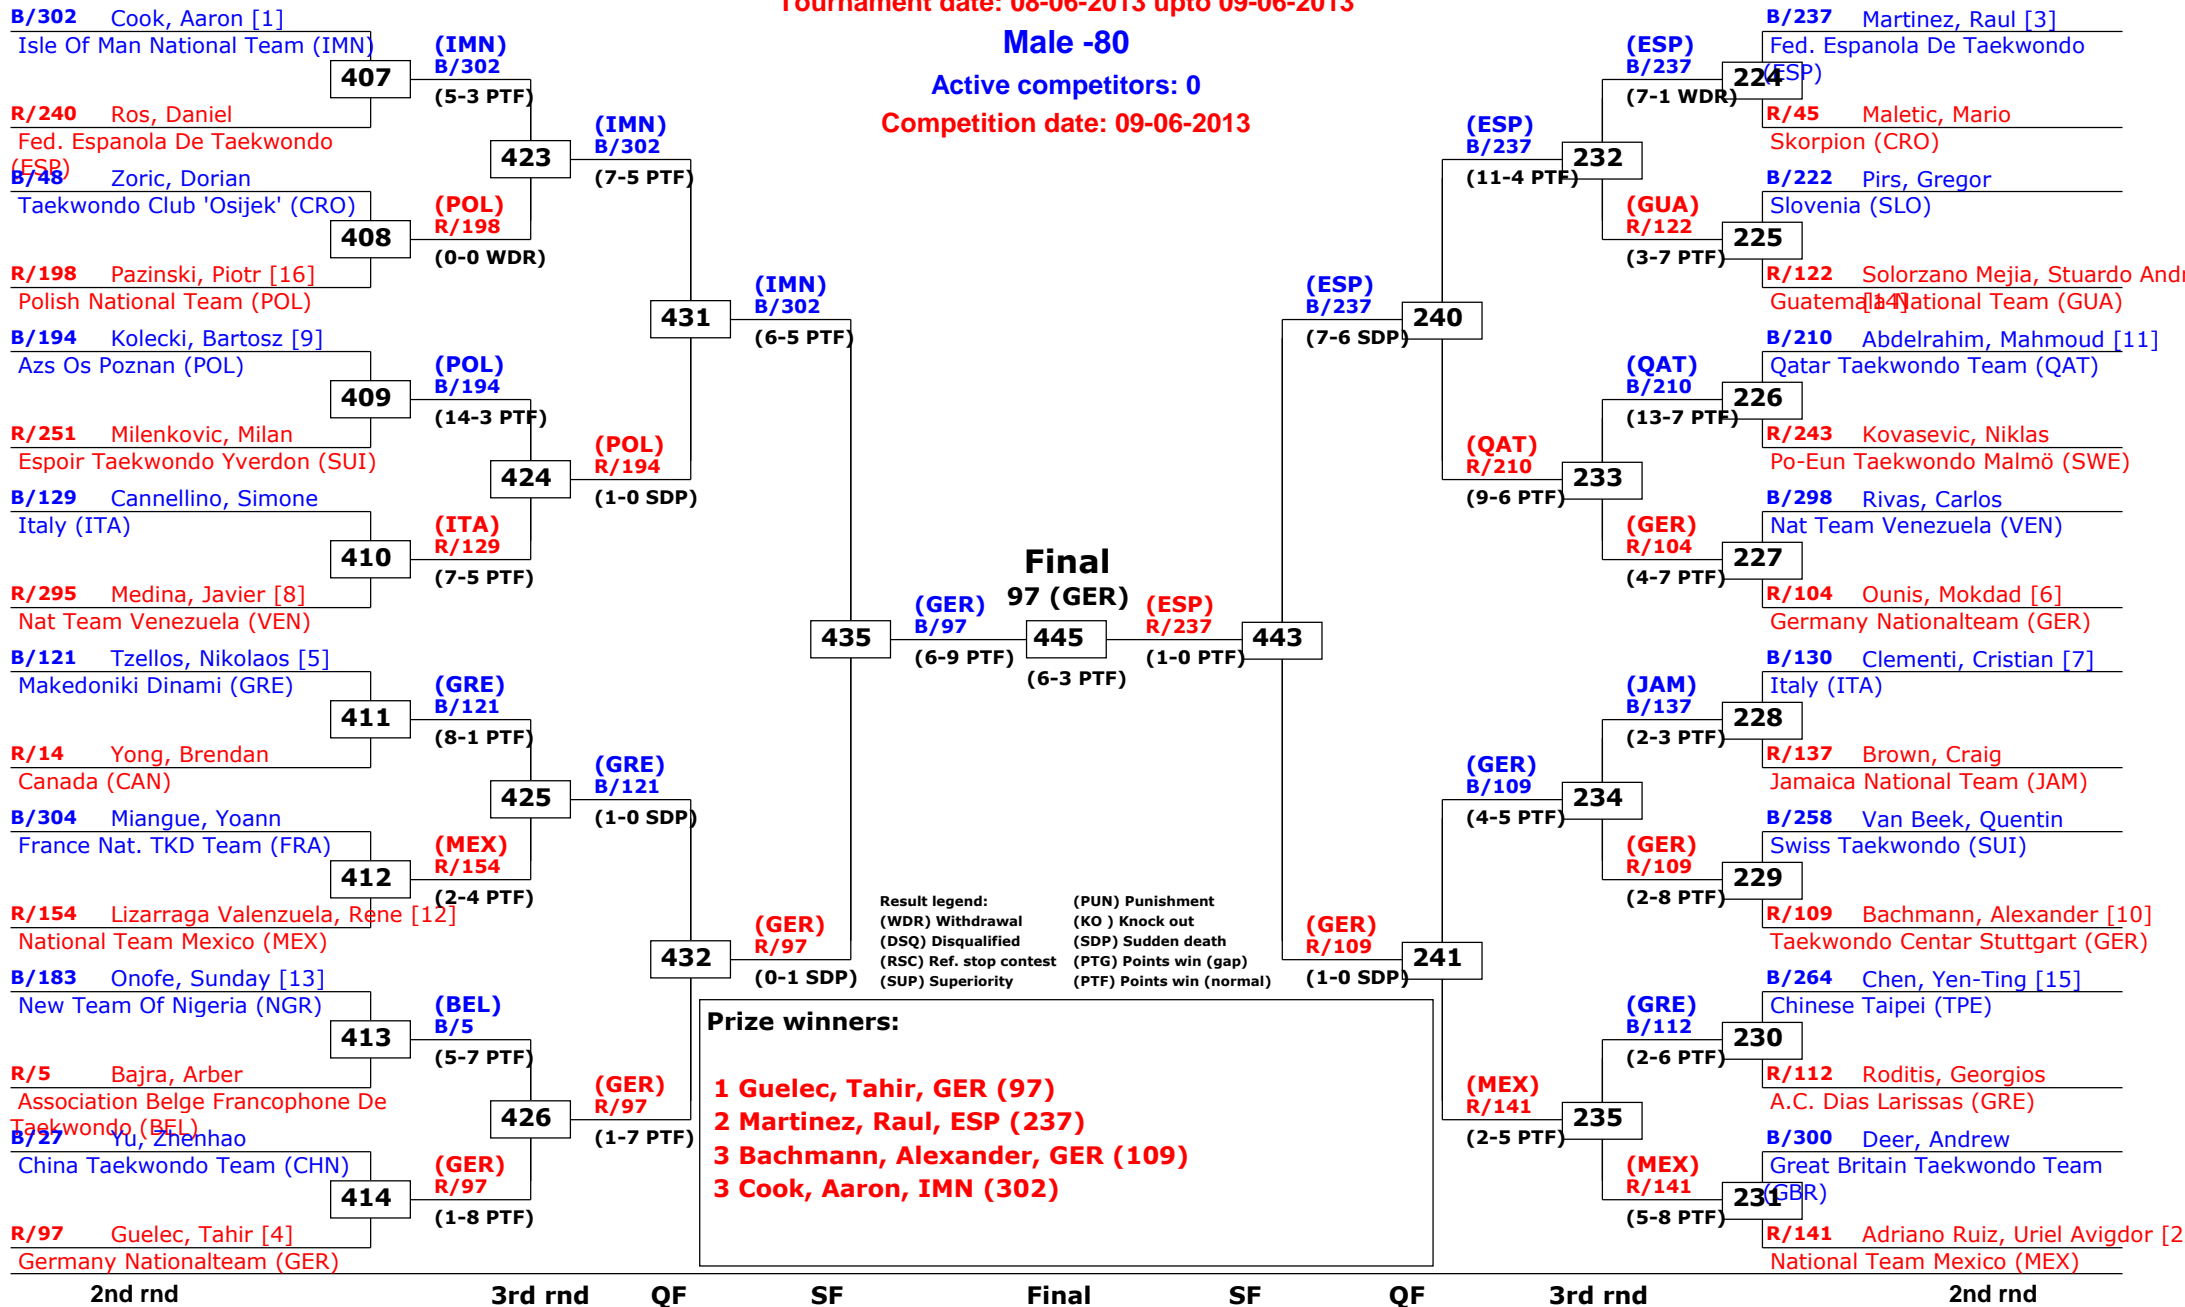 Tournament date: 08-06-2013 upto 09-06-2013
Male -80
Active competitors: 0
Competition date: 09-06-2013
B/302 Cook, Aaron [1]
Isle Of Man National Team (IMN)
407
R/240 Ros, Daniel
Fed. Espanola De Taekwondo
(ESP)
B/48 Zoric, Dorian
Taekwondo Club 'Osijek' (CRO)
408
R/198 Pazinski, Piotr [16]
Polish National Team (POL)
B/194 Kolecki, Bartosz [9]
Azs Os Poznan (POL)
409
R/251 Milenkovic, Milan
Espoir Taekwondo Yverdon (SUI)
B/129 Cannellino, Simone
Italy (ITA)
410
R/295 Medina, Javier [8]
Nat Team Venezuela (VEN)
B/121 Tzellos, Nikolaos [5]
Makedoniki Dinami (GRE)
411
R/14 Yong, Brendan
Canada (CAN)
B/304 Miangue, Yoann
France Nat. TKD Team (FRA)
412
R/154 Lizarraga Valenzuela, Rene [12]
National Team Mexico (MEX)
B/183 Onofe, Sunday [13]
New Team Of Nigeria (NGR)
413
R/5 Bajra, Arber
Association Belge Francophone De
Taekwondo (BEL)
B/27 Yu, Zhenhao
China Taekwondo Team (CHN)
414
R/97 Guelec, Tahir [4]
Germany Nationalteam (GER)
(IMN)
B/302
(5-3 PTF)
423
(POL)
R/198
(0-0 WDR)
(POL)
B/194
(14-3 PTF)
424
(ITA)
R/129
(7-5 PTF)
(GRE)
B/121
(8-1 PTF)
425
(MEX)
R/154
(2-4 PTF)
(BEL)
B/5
(5-7 PTF)
426
(GER)
R/97
(1-8 PTF)
(IMN)
B/302
(7-5 PTF)
431
(POL)
R/194
(1-0 SDP)
(GRE)
B/121
(1-0 SDP)
432
(GER)
R/97
(1-7 PTF)
(IMN)
B/302
(6-5 PTF)
435
(GER)
R/97
(0-1 SDP)
(GER)
B/97
(6-9 PTF)
Final
97 (GER)
445
(6-3 PTF)
(ESP)
R/237
(1-0 PTF)
443
(ESP)
B/237
(7-6 SDP)
240
(GER)
R/109
(1-0 SDP)
241
(ESP)
B/237
(11-4 PTF)
232
(QAT)
R/210
(9-6 PTF)
233
(GER)
B/109
(4-5 PTF)
234
(MEX)
R/141
(2-5 PTF)
235
(ESP)
B/237
(7-1 WDR)
224
(GUA)
R/122
(3-7 PTF)
225
(QAT)
B/210
(13-7 PTF)
226
(GER)
R/104
(4-7 PTF)
227
(JAM)
B/137
(2-3 PTF)
228
(GER)
R/109
(2-8 PTF)
229
(GRE)
B/112
(2-6 PTF)
230
(MEX)
R/141
(5-8 PTF)
231
B/237 Martinez, Raul [3]
Fed. Espanola De Taekwondo
(ESP)
R/45 Maletic, Mario
Skorpion (CRO)
B/222 Pirs, Gregor
Slovenia (SLO)
R/122 Solorzano Mejia, Stuardo Andr
[14]
Guatemala National Team (GUA)
B/210 Abdelrahim, Mahmoud [11]
Qatar Taekwondo Team (QAT)
R/243 Kovasevic, Niklas
Po-Eun Taekwondo Malmö (SWE)
B/298 Rivas, Carlos
Nat Team Venezuela (VEN)
R/104 Ounis, Mokdad [6]
Germany Nationalteam (GER)
B/130 Clementi, Cristian [7]
Italy (ITA)
R/137 Brown, Craig
Jamaica National Team (JAM)
B/258 Van Beek, Quentin
Swiss Taekwondo (SUI)
R/109 Bachmann, Alexander [10]
Taekwondo Centar Stuttgart (GER)
B/264 Chen, Yen-Ting [15]
Chinese Taipei (TPE)
R/112 Roditis, Georgios
A.C. Dias Larissas (GRE)
B/300 Deer, Andrew
Great Britain Taekwondo Team
(GBR)
R/141 Adriano Ruiz, Uriel Avigdor [2
National Team Mexico (MEX)
Result legend: (PUN) Punishment
(WDR) Withdrawal (KO ) Knock out
(DSQ) Disqualified (SDP) Sudden death
(RSC) Ref. stop contest (PTG) Points win (gap)
(SUP) Superiority (PTF) Points win (normal)
Prize winners:
1 Guelec, Tahir, GER (97)
2 Martinez, Raul, ESP (237)
3 Bachmann, Alexander, GER (109)
3 Cook, Aaron, IMN (302)
2nd rnd 3rd rnd QF SF Final SF QF 3rd rnd 2nd rnd